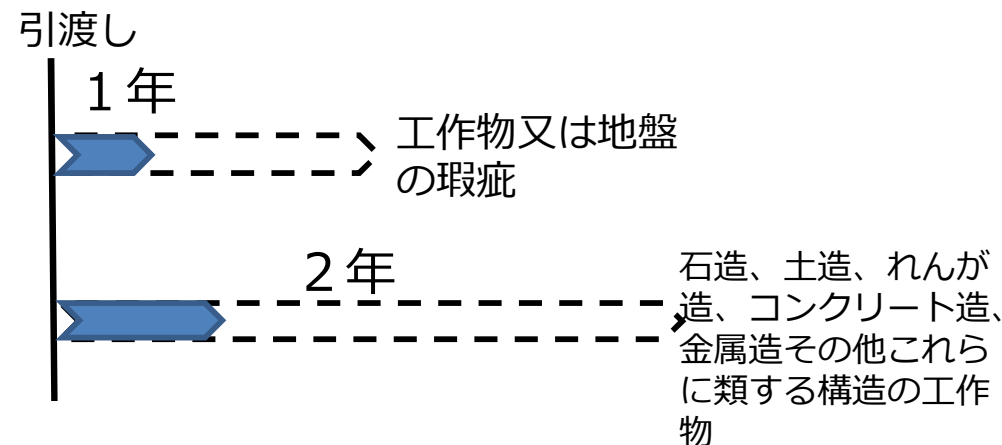 引渡し
１年
工作物又は地盤
の瑕疵
２年
石造、土造、れんが
造、コンクリート造、
金属造その他これら
に類する構造の工作
物